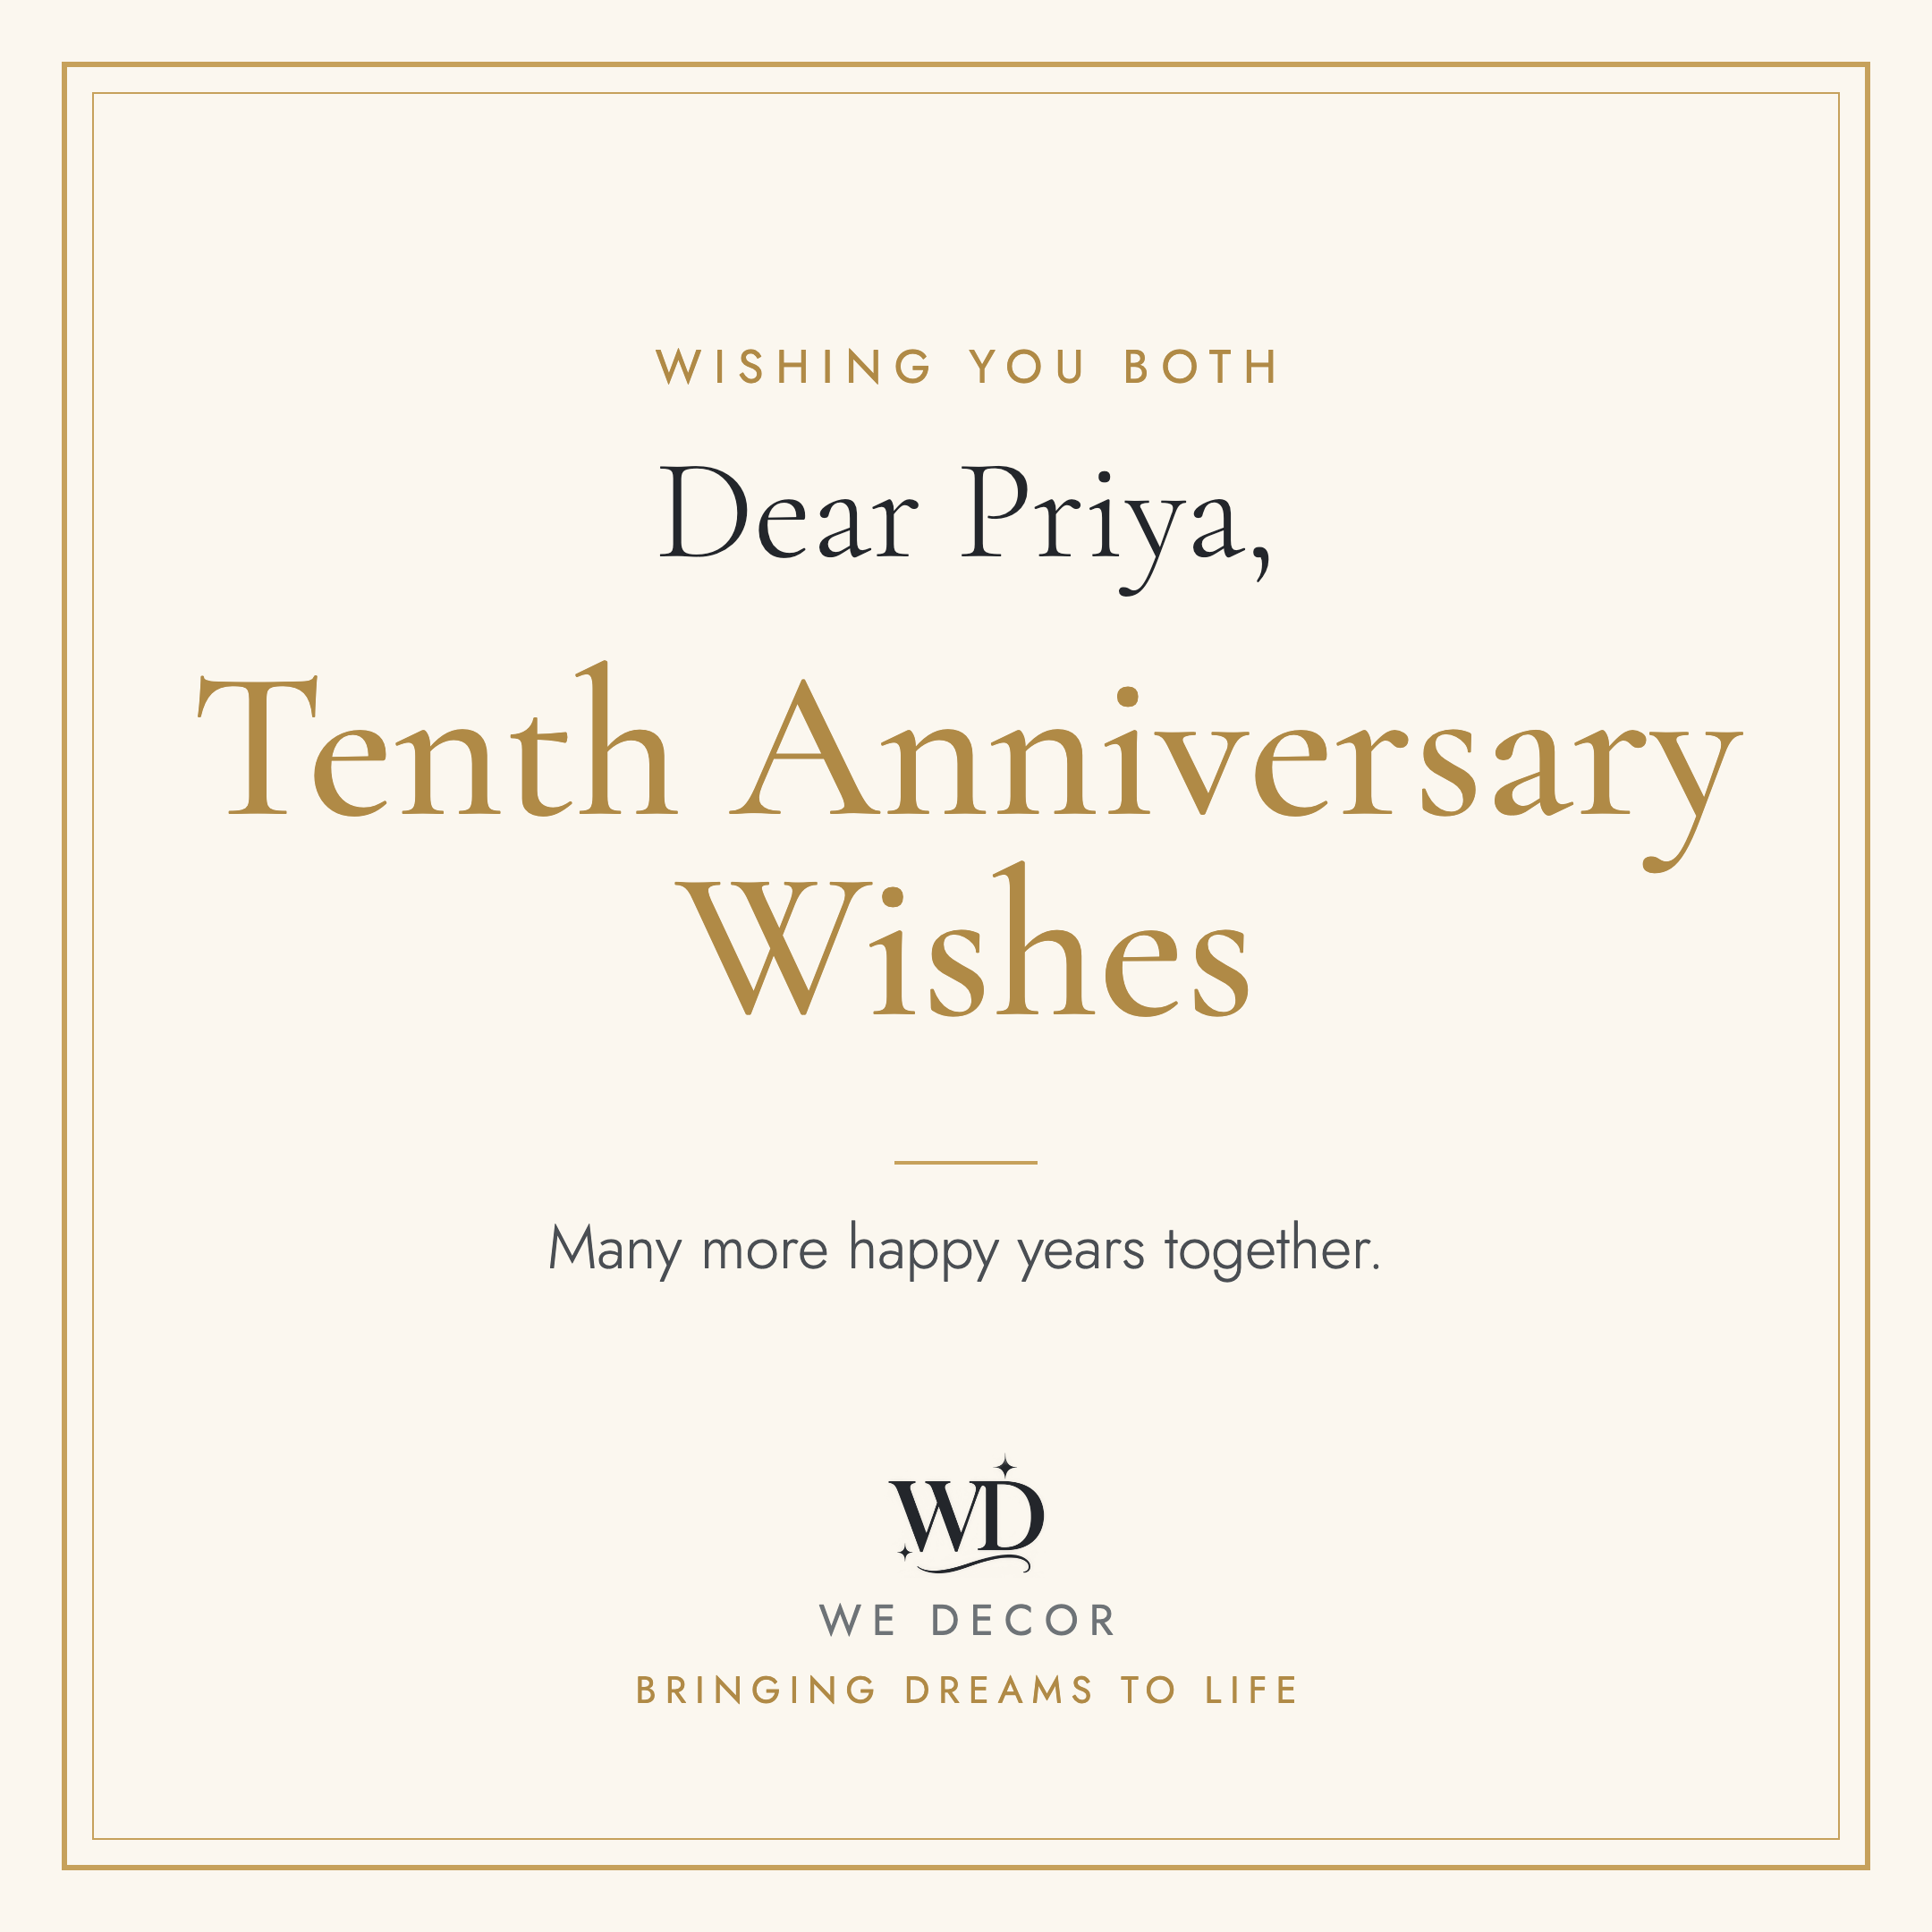 WISHING YOU BOTH
Dear Priya,
Tenth Anniversary
Wishes
Many more happy years together.
WD
WE DECOR
BRINGING DREAMS TO LIFE